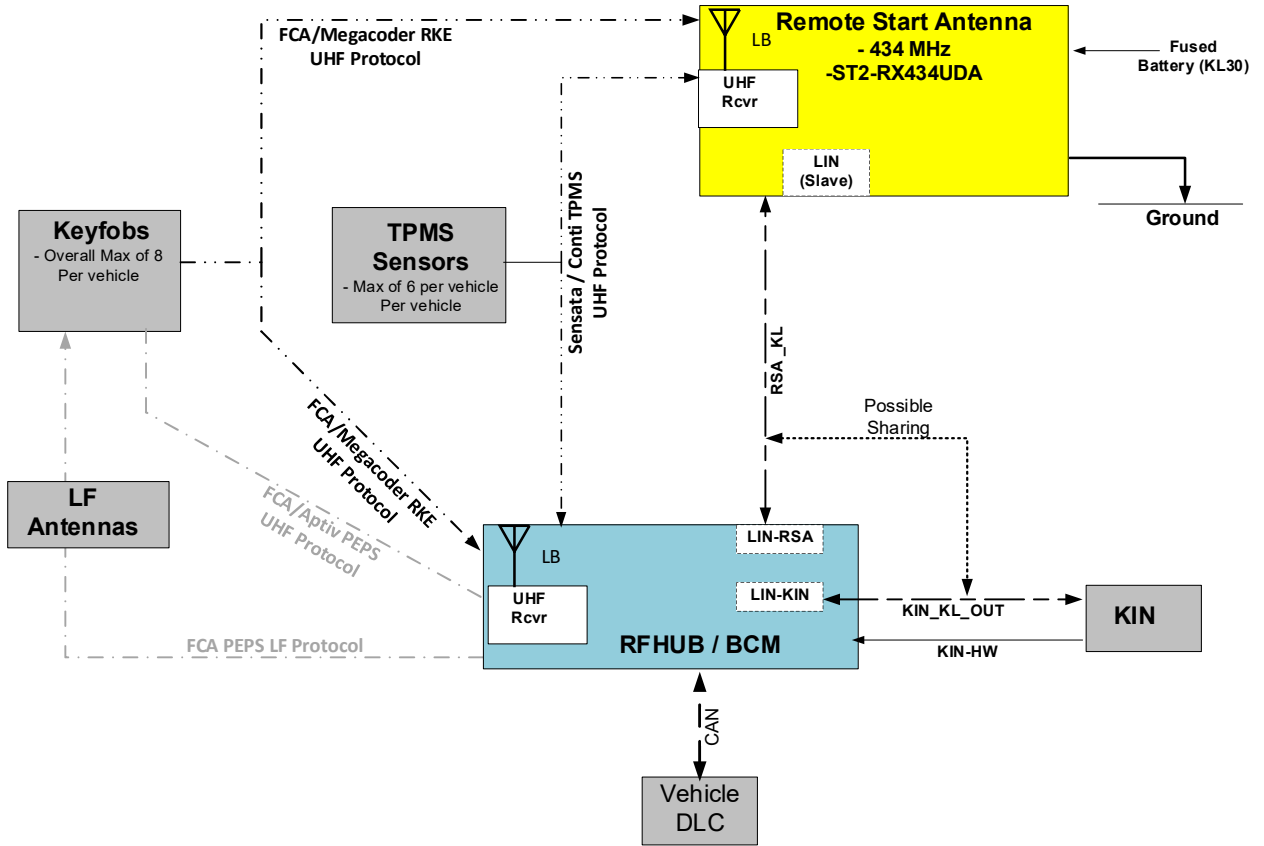 FCA/Megacoder RKE
UHF Protocol
Remote Start Antenna
- 434 MHz
-ST2-RX434UDA
LB
UHF
Rcvr
LIN
(Slave)
Fused
Battery (KL30)
Ground
Keyfobs
- Overall Max of 8
Per vehicle
TPMS
Sensors
- Max of 6 per vehicle
Per vehicle
Sensata / Conti TPMS
UHF Protocol
RSA_KL
Possible
Sharing
FCA/Megacoder RKE
UHF Protocol
FCA/Aptiv PEPS
UHF Protocol
LF
Antennas
FCA PEPS LF Protocol
LB
UHF
Rcvr
LIN-RSA
LIN-KIN
RFHUB / BCM
KIN_KL_OUT
KIN-HW
KIN
CAN
Vehicle
DLC